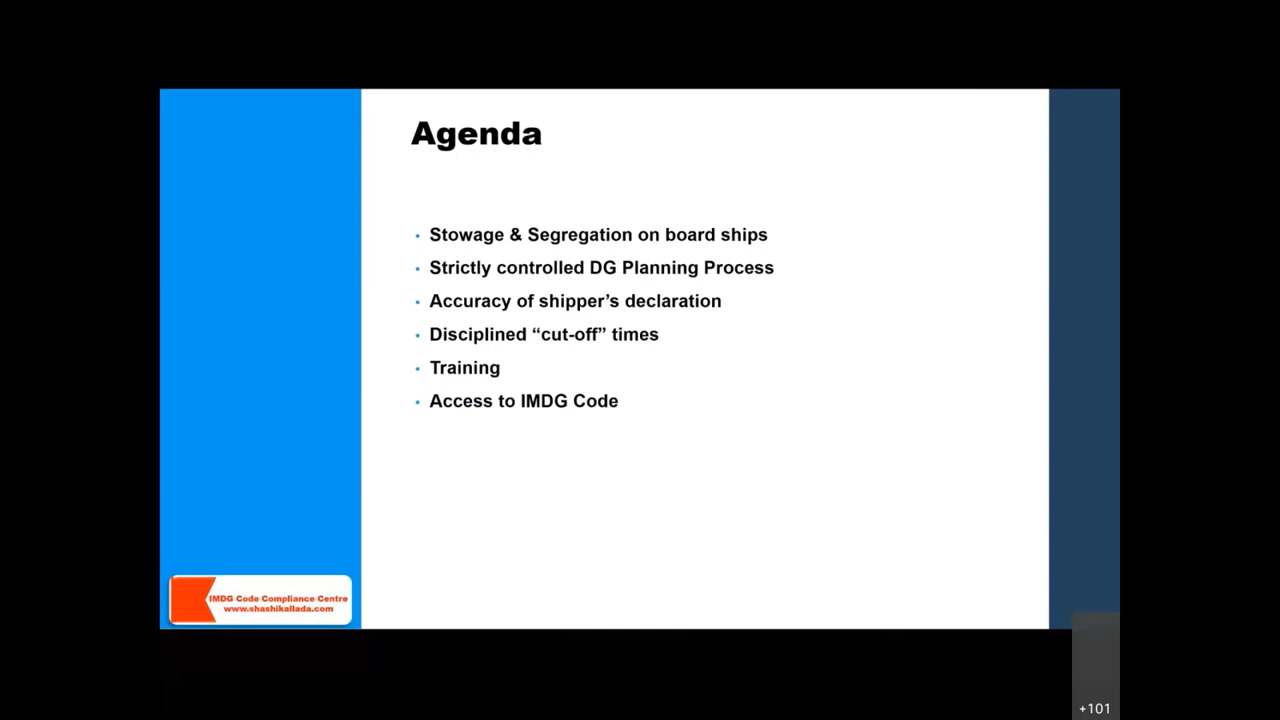 Agenda
• Stowage & Segregation on board ships
• Strictly controlled DG Planning Process
• Accuracy of shipper’s declaration
• Disciplined “cut-off” times
• Training
• Access to IMDG Code
IMDG Code Compliance Centre
www.shashikallada.com
+101